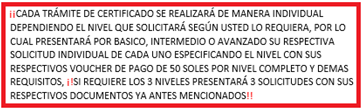 ¡¡CADA TRÁMITE DE CERTIFICADO SE REALIZARÁ DE MANERA INDIVIDUAL
DEPENDIENDO EL NIVEL QUE SOLICITARÁ SEGÚN USTED LO REQUIERA, POR LO
CUAL PRESENTARÁ POR BASICO, INTERMEDIO O AVANZADO SU RESPECTIVA
SOLICITUD INDIVIDUAL DE CADA UNO ESPECIFICANDO EL NIVEL CON SUS
RESPECTIVOS VOUCHER DE PAGO DE 50 SOLES POR NIVEL COMPLETO Y DEMAS
REQUISITOS, ¡!SI REQUIERE LOS 3 NIVELES PRESENTARÁ 3 SOLICITUDES CON SUS
RESPECTIVOS DOCUMENTOS YA ANTES MENCIONADOS!!